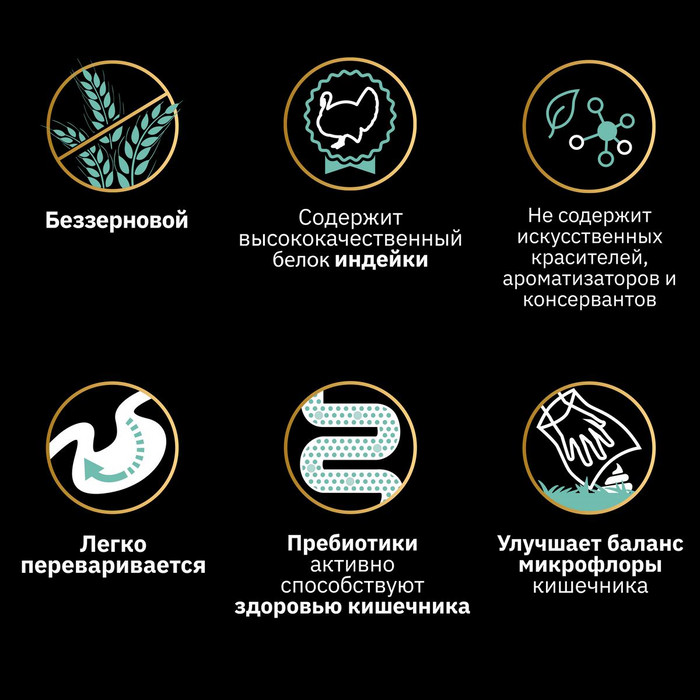 Беззерновой
Содержит
высококачественный
белок индейки
Не содержит
искусственных
красителей,
ароматизаторов и
консервантов
Легко
переваривается
Пребиотики
активно
способствуют
здоровью кишечника
Улучшает баланс
микрофлоры
кишечника